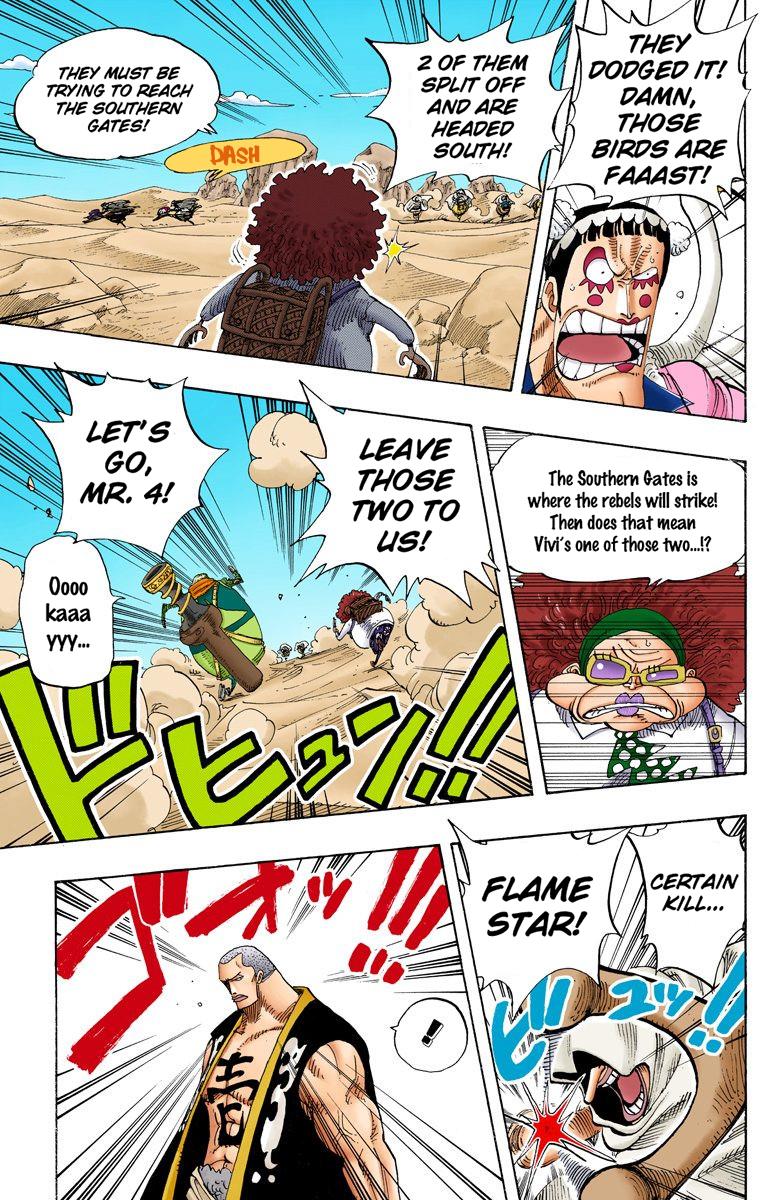 THEY
DODGED IT!
DAMN,
THOSE
BIRDS ARE
FAAAST!
2 OF THEM
SPLIT OFF
AND ARE
HEADED
SOUTH!
THEY MUST BE
TRYING TO REACH
THE SOUTHERN
GATES!
DASH
The Southern Gates is
where the rebels will strike!
Then does that mean
Vivi's one of those two...!?
LEAVE
THOSE
TWO TO
US!
LET'S
GO,
MR. 4!
Oooo
kaaa
yyy...
ドヒュン!!
CERTAIN
KILL...
FLAME
STAR!
ビュッ!!
!
ゴオッ!!!